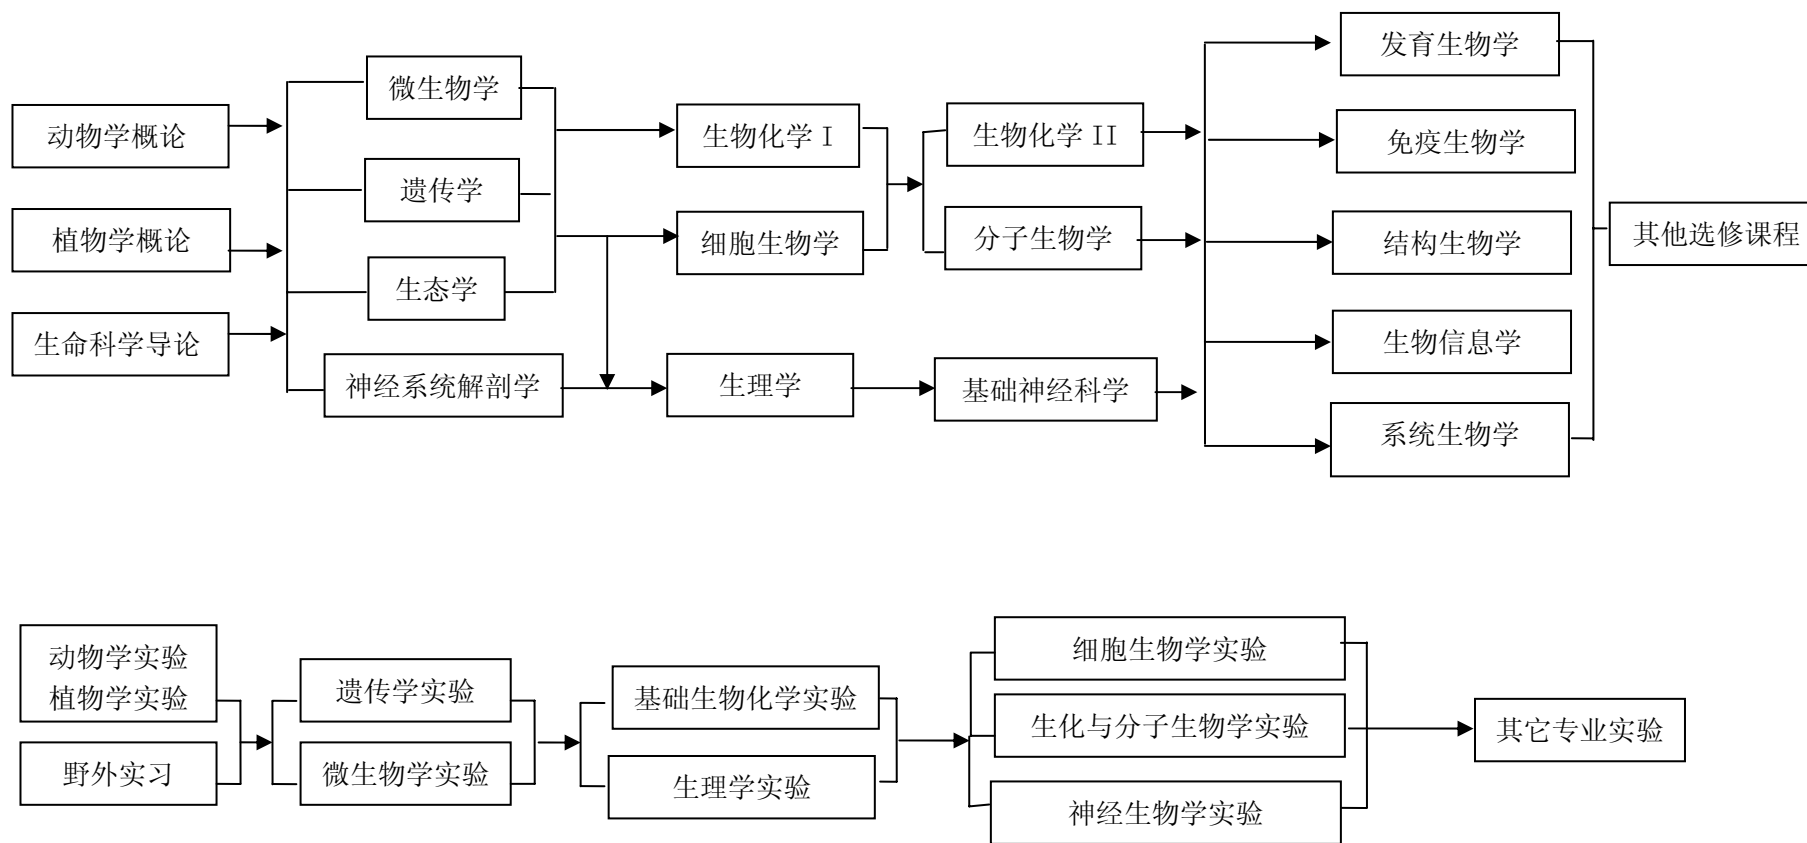 动物学概论
植物学概论
生命科学导论
微生物学
遗传学
生态学
神经系统解剖学
生物化学 I
细胞生物学
生理学
生物化学 II
分子生物学
基础神经科学
发育生物学
免疫生物学
结构生物学
生物信息学
系统生物学
其他选修课程
动物学实验
植物学实验
野外实习
遗传学实验
微生物学实验
基础生物化学实验
生理学实验
细胞生物学实验
生化与分子生物学实验
神经生物学实验
其它专业实验